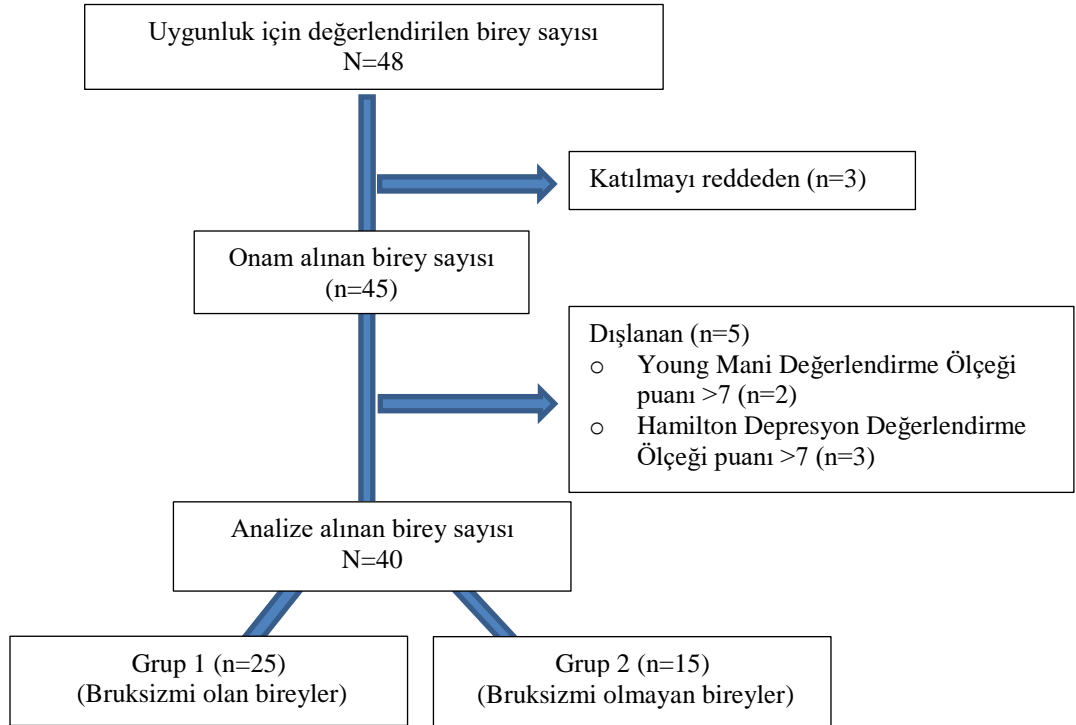 Uygunluk için değerlendirilen birey sayısı
N=48
Katılmayı reddeden (n=3)
Onam alınan birey sayısı
(n=45)
Dışlanan (n=5)
o Young Mani Değerlendirme Ölçeği
puanı >7 (n=2)
o Hamilton Depresyon Değerlendirme
Ölçeği puanı >7 (n=3)
Analize alınan birey sayısı
N=40
Grup 1 (n=25)
(Bruksizmi olan bireyler)
Grup 2 (n=15)
(Bruksizmi olmayan bireyler)